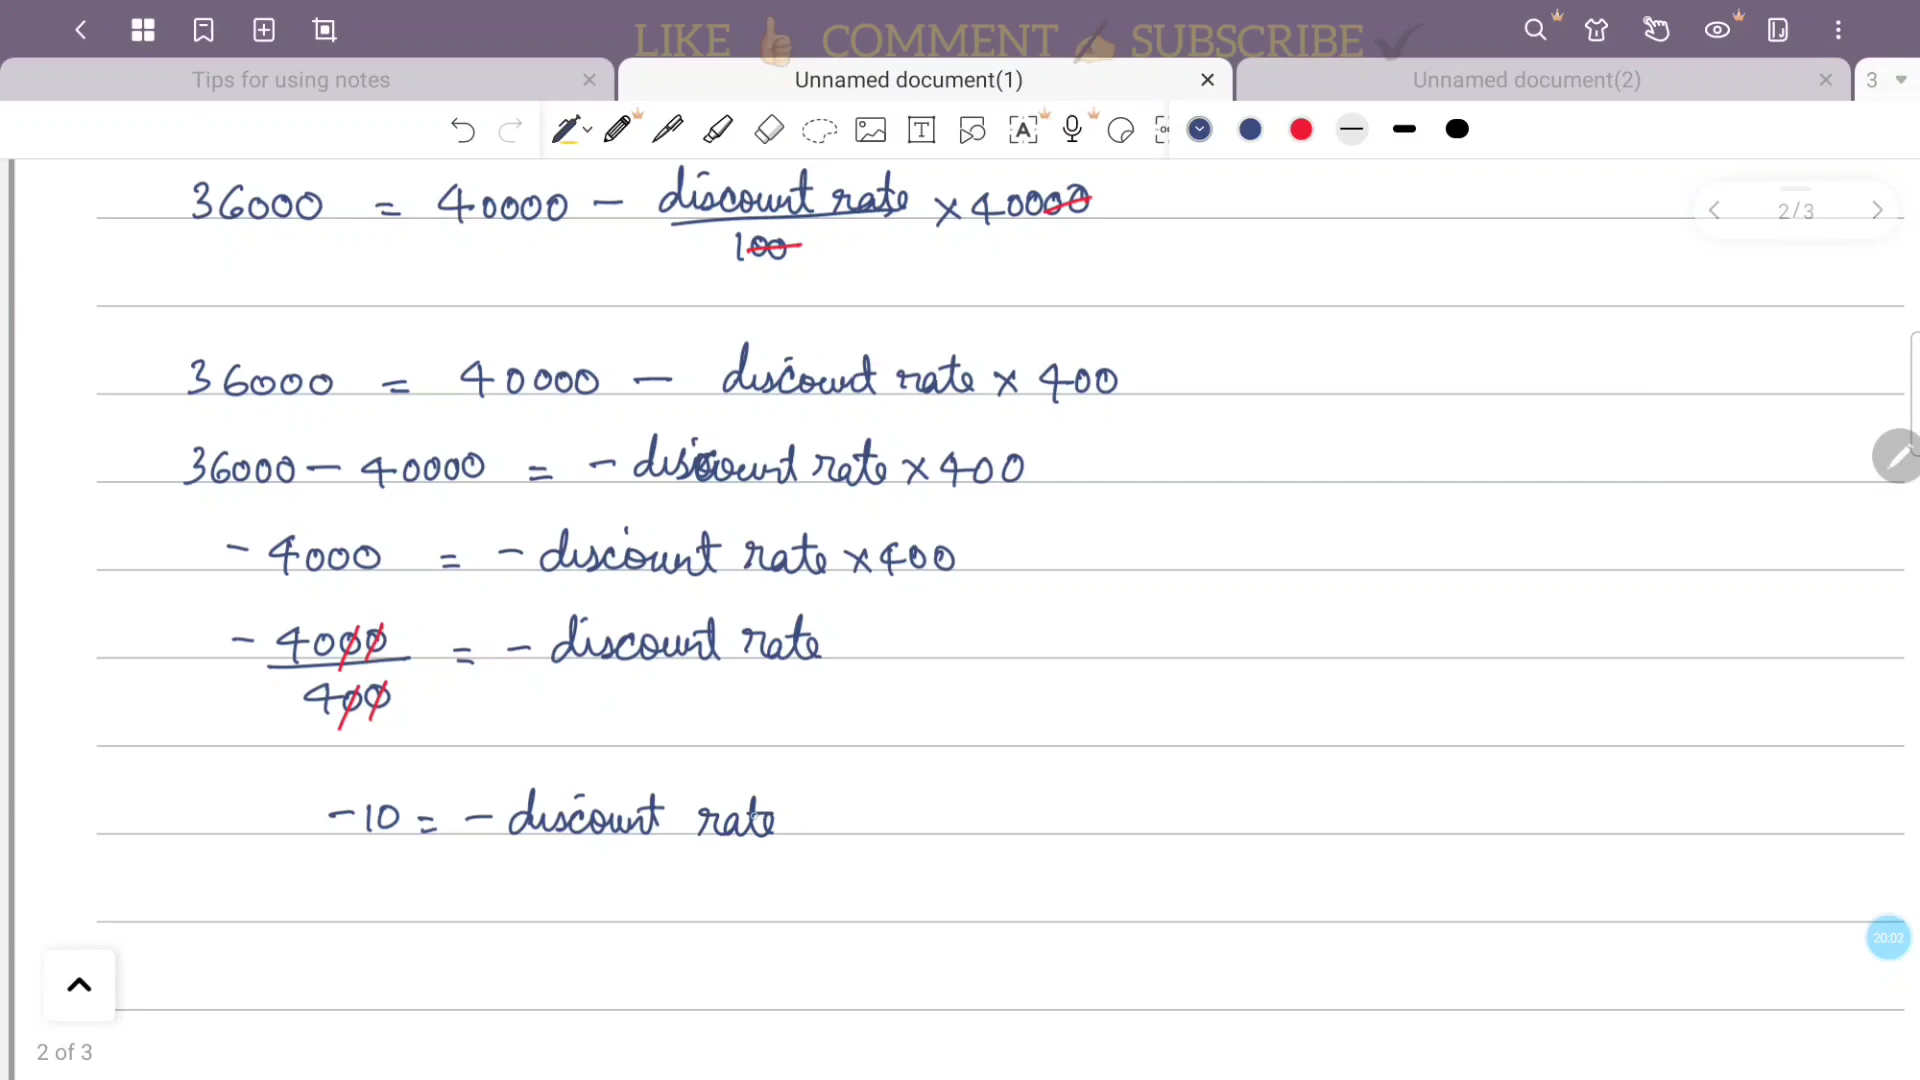 LIKE 👍 COMMENT ✍ SUBSCRIBE ✔
Tips for using notes
Unnamed document(1)
Unnamed document(2)
3
2/3
36000 = 40000 - discount rate/100 × 40000
36000 = 40000 - discount rate × 400
36000 - 40000 = - discount rate × 400
- 4000 = - discount rate × 400
- 4000/400 = - discount rate
-10 = - discount rate
20:02
2 of 3